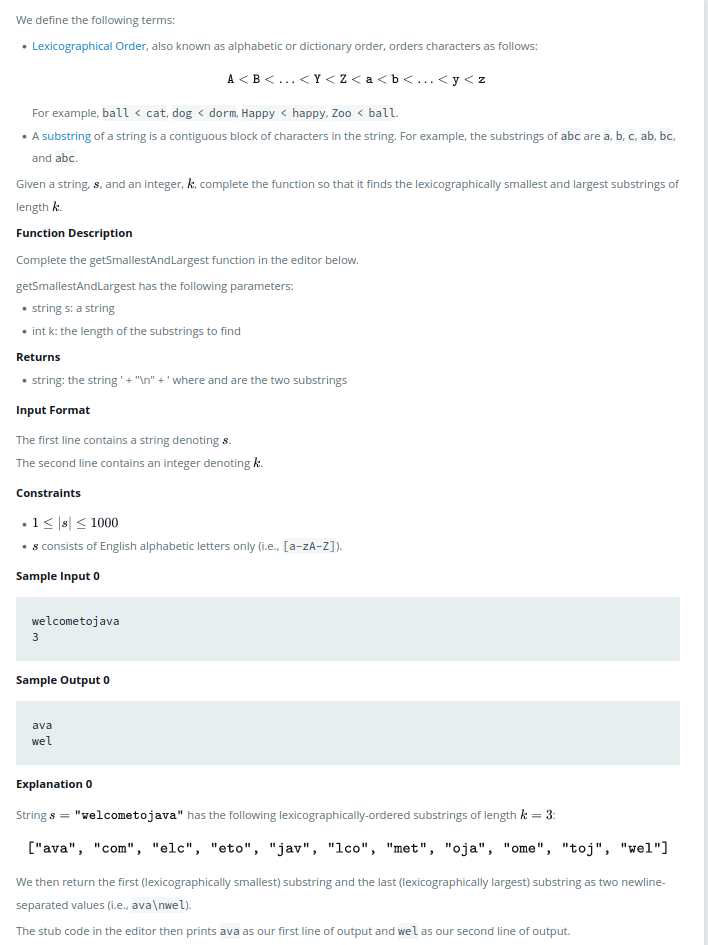 We define the following terms:
• Lexicographical Order, also known as alphabetic or dictionary order, orders characters as follows:
A < B < ... < Y < Z < a < b < ... < y < z
For example, ball < cat, dog < dorm, Happy < happy, Zoo < ball.
• A substring of a string is a contiguous block of characters in the string. For example, the substrings of abc are a, b, c, ab, bc,
and abc.
Given a string, s, and an integer, k, complete the function so that it finds the lexicographically smallest and largest substrings of
length k.
Function Description
Complete the getSmallestAndLargest function in the editor below.
getSmallestAndLargest has the following parameters:
• string s: a string
• int k: the length of the substrings to find
Returns
• string: the string ' + "\n" + ' where and are the two substrings
Input Format
The first line contains a string denoting s.
The second line contains an integer denoting k.
Constraints
• 1 ≤ |s| ≤ 1000
• s consists of English alphabetic letters only (i.e., [a-zA-Z]).
Sample Input 0
welcometojava
3
Sample Output 0
ava
wel
Explanation 0
String s = "welcometojava" has the following lexicographically-ordered substrings of length k = 3:
["ava", "com", "elc", "eto", "jav", "lco", "met", "oja", "ome", "toj", "wel"]
We then return the first (lexicographically smallest) substring and the last (lexicographically largest) substring as two newline-
separated values (i.e., ava\nwel).
The stub code in the editor then prints ava as our first line of output and wel as our second line of output.